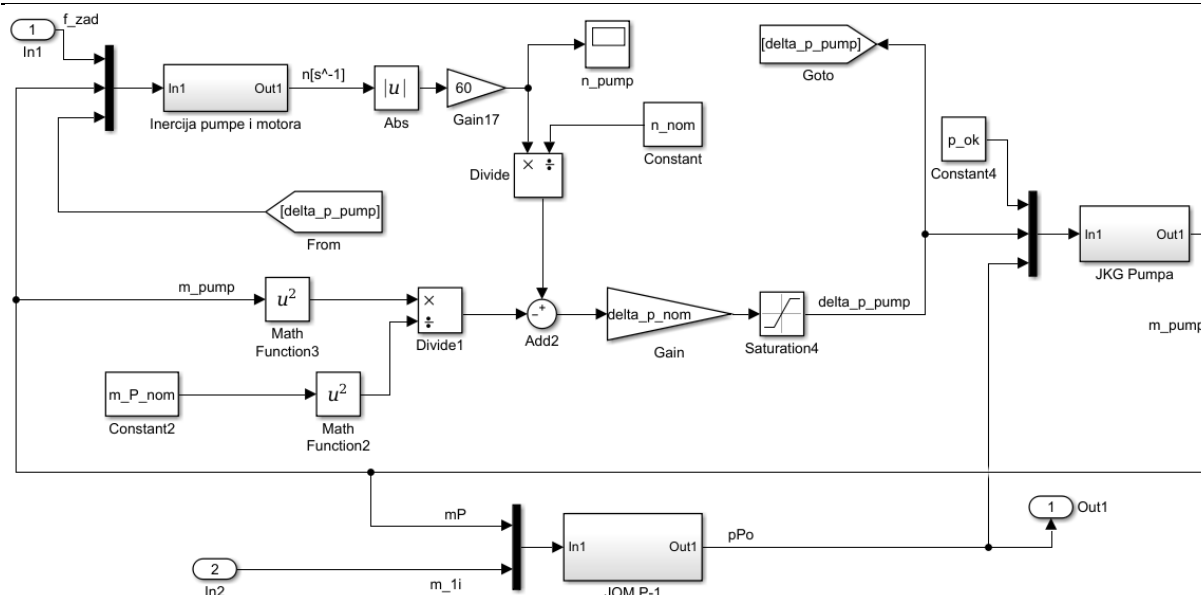 f_zad
1
In1
In1
Out1
Inercija pumpe i motora
n[s^-1]
|u|
Abs
60
Gain17
n_pump
[delta_p_pump]
Goto
n_nom
Constant
× ÷
Divide
p_ok
Constant4
[delta_p_pump]
From
In1
Out1
JKG Pumpa
m_pump
u²
Math
Function3
×
÷
Divide1
-
+
Add2
delta_p_nom
Gain
Saturation4
delta_p_pump
m_pump
m_P_nom
Constant2
u²
Math
Function2
mP
In1
Out1
JOM P-1
pPo
1
Out1
2
In2
m_1i